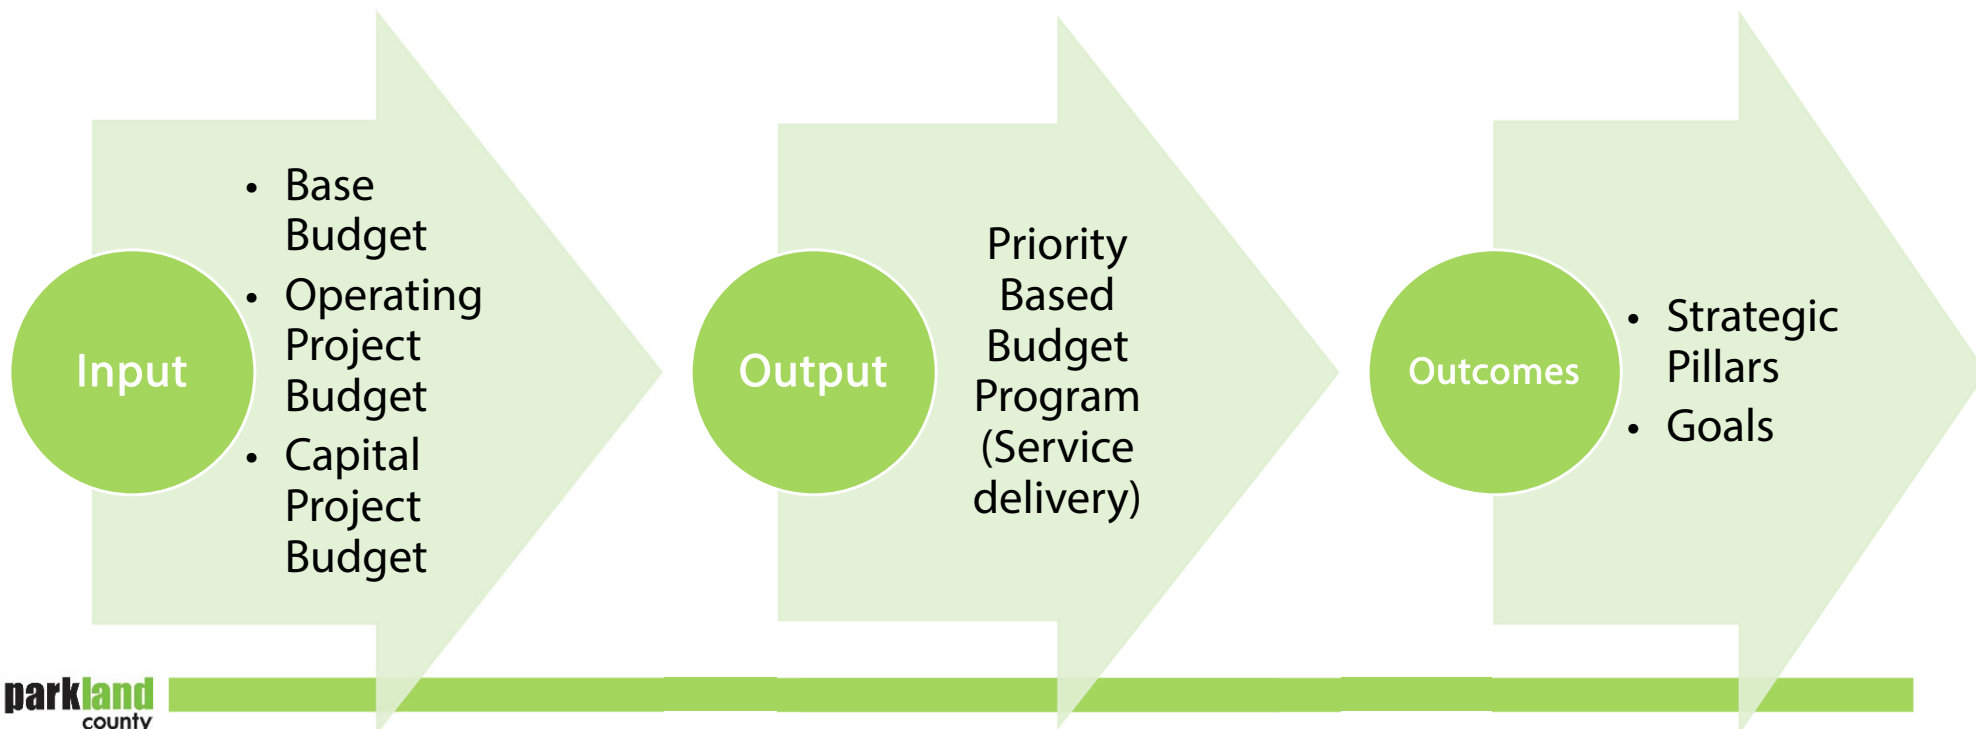 Input
• Base
Budget
• Operating
Project
Budget
• Capital
Project
Budget
Output
Priority
Based
Budget
Program
(Service
delivery)
Outcomes
• Strategic
Pillars
• Goals
parkland
county